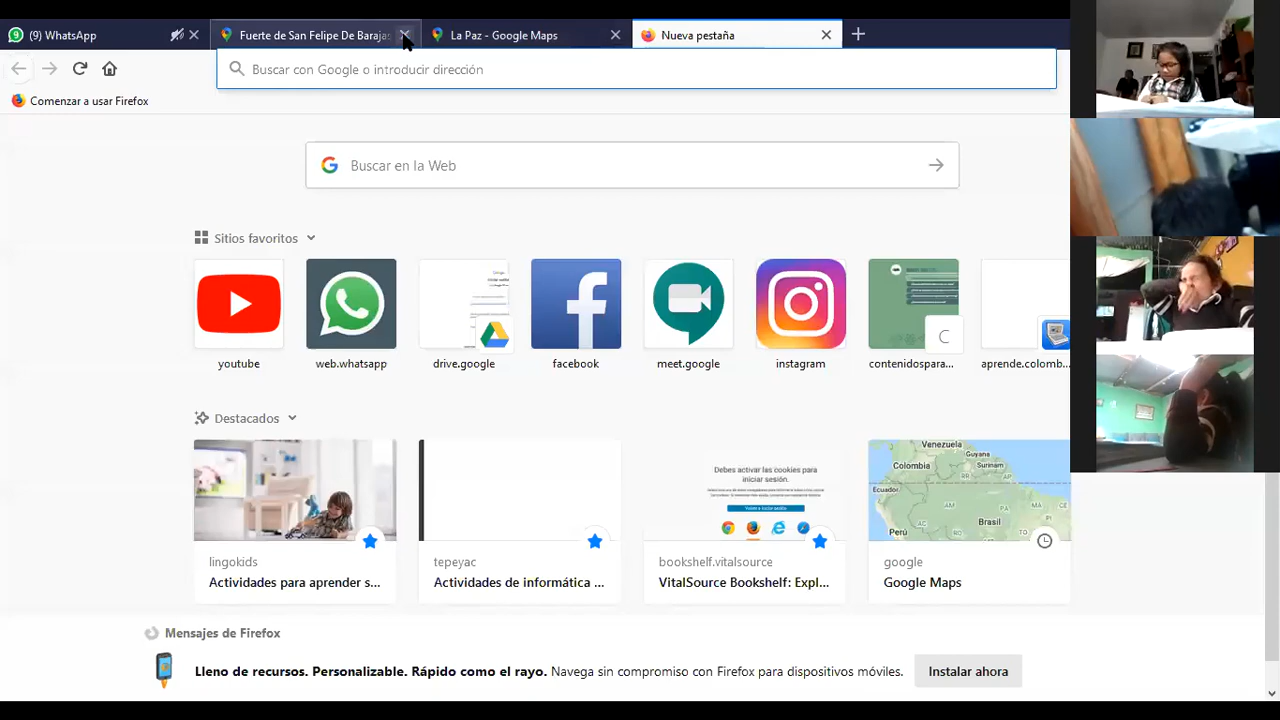 (9) WhatsApp
Fuerte de San Felipe De Barajas
La Paz - Google Maps
Nueva pestaña
Buscar con Google o introducir dirección
Comenzar a usar Firefox
Buscar en la Web
Sitios favoritos
youtube
web.whatsapp
drive.google
facebook
meet.google
instagram
C
contenidospara...
aprende.colomb...
Destacados
Debes activar las cookies para
iniciar sesión.
Venezuela
Guyana
Surinam
Colombia
Ecuador
Perú
Brasil
lingokids
Actividades para aprender s...
tepeyac
Actividades de informática ...
bookshelf.vitalsource
VitalSource Bookshelf: Expl...
google
Google Maps
Mensajes de Firefox
Lleno de recursos. Personalizable. Rápido como el rayo. Navega sin compromiso con Firefox para dispositivos móviles.
Instalar ahora